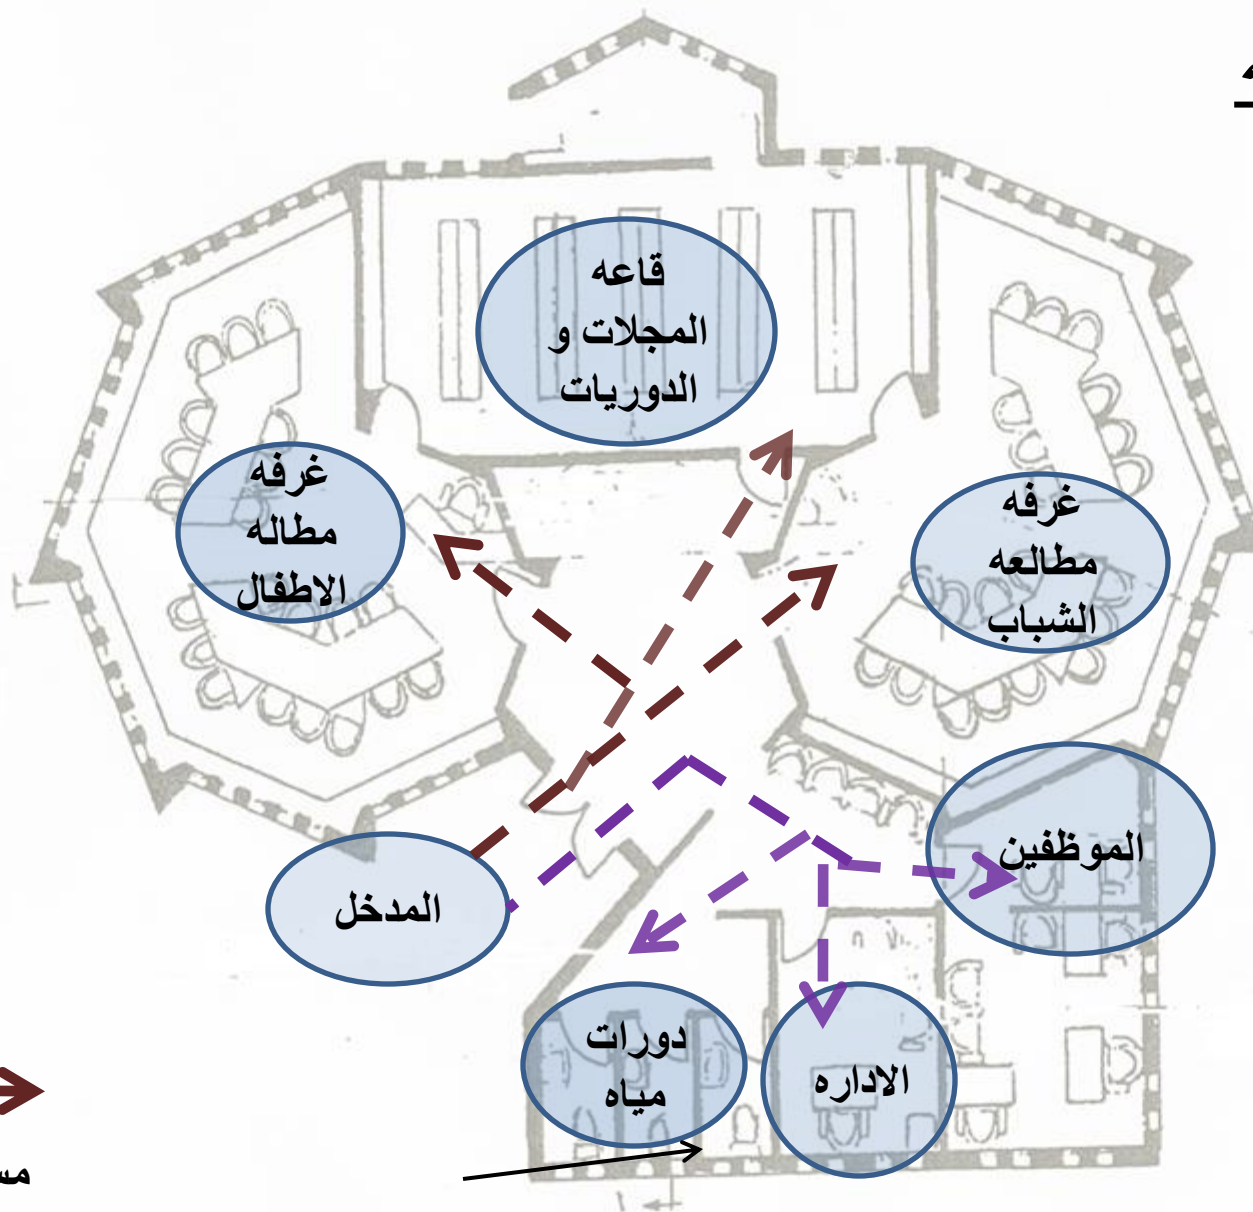 قاعه
المجلات و
الدوريات
غرفه
مطاله
الاطفال
غرفه
مطالعه
الشباب
الموظفين
المدخل
دورات
مياه
الاداره